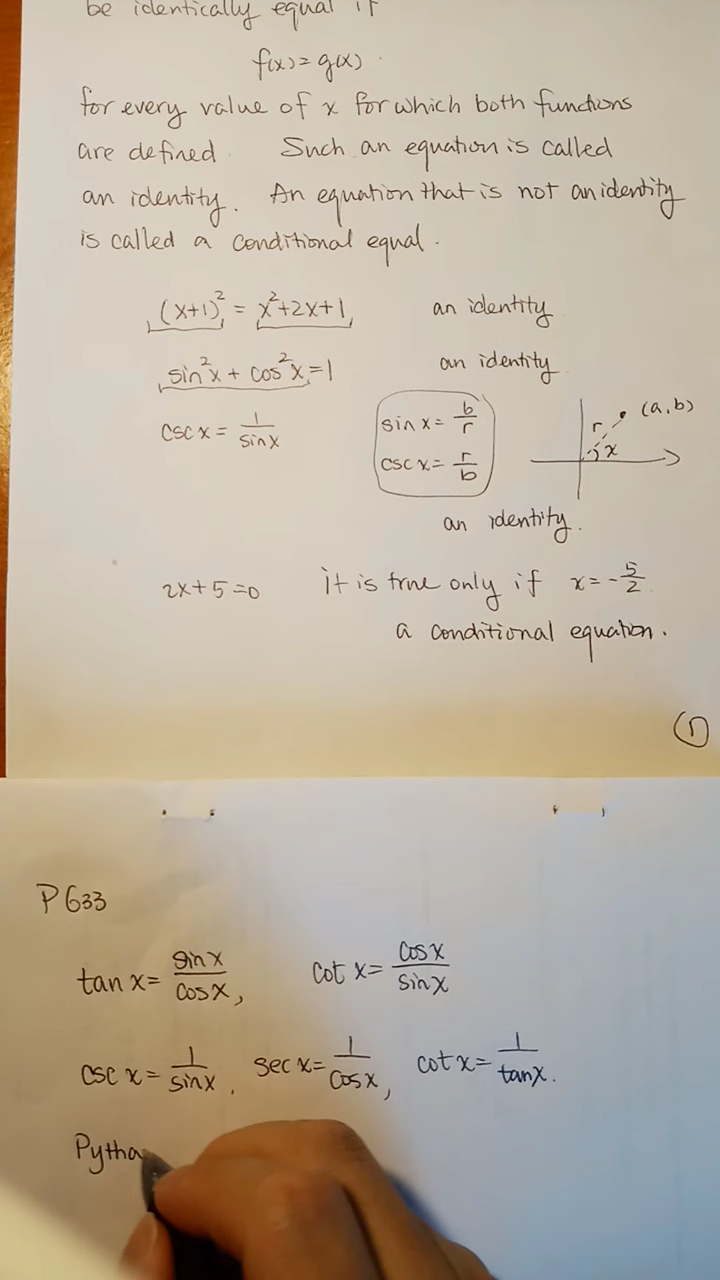 be identically equal if
f(x) = g(x).
for every value of x for which both functions
are defined. Such an equation is called
an identity. An equation that is not an identity
is called a conditional equal.
(x+1)² = x²+2x+1 an identity
sin²x + cos²x = 1 an identity
csc x = 1/sin x
sin x = b/r
csc x = r/b
(a, b)
r
x
an identity.
2x+5=0 it is true only if x = -5/2
a conditional equation.
1
P 633
tan x = sin x/cos x, cot x = cos x/sin x
csc x = 1/sin x, sec x = 1/cos x, cot x = 1/tan x.
Pytha